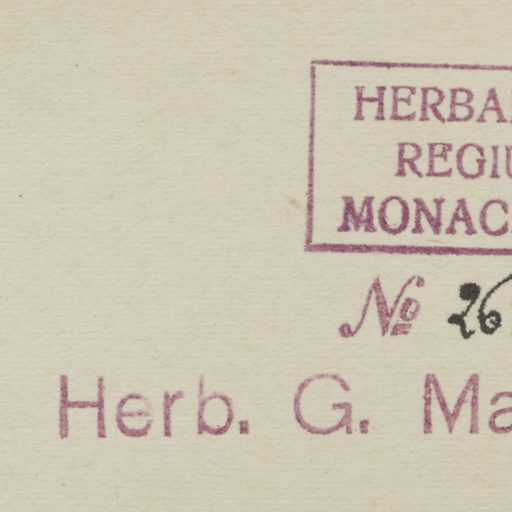 HERBA
REGIU
MONAC
No 26
Herb. G. Ma